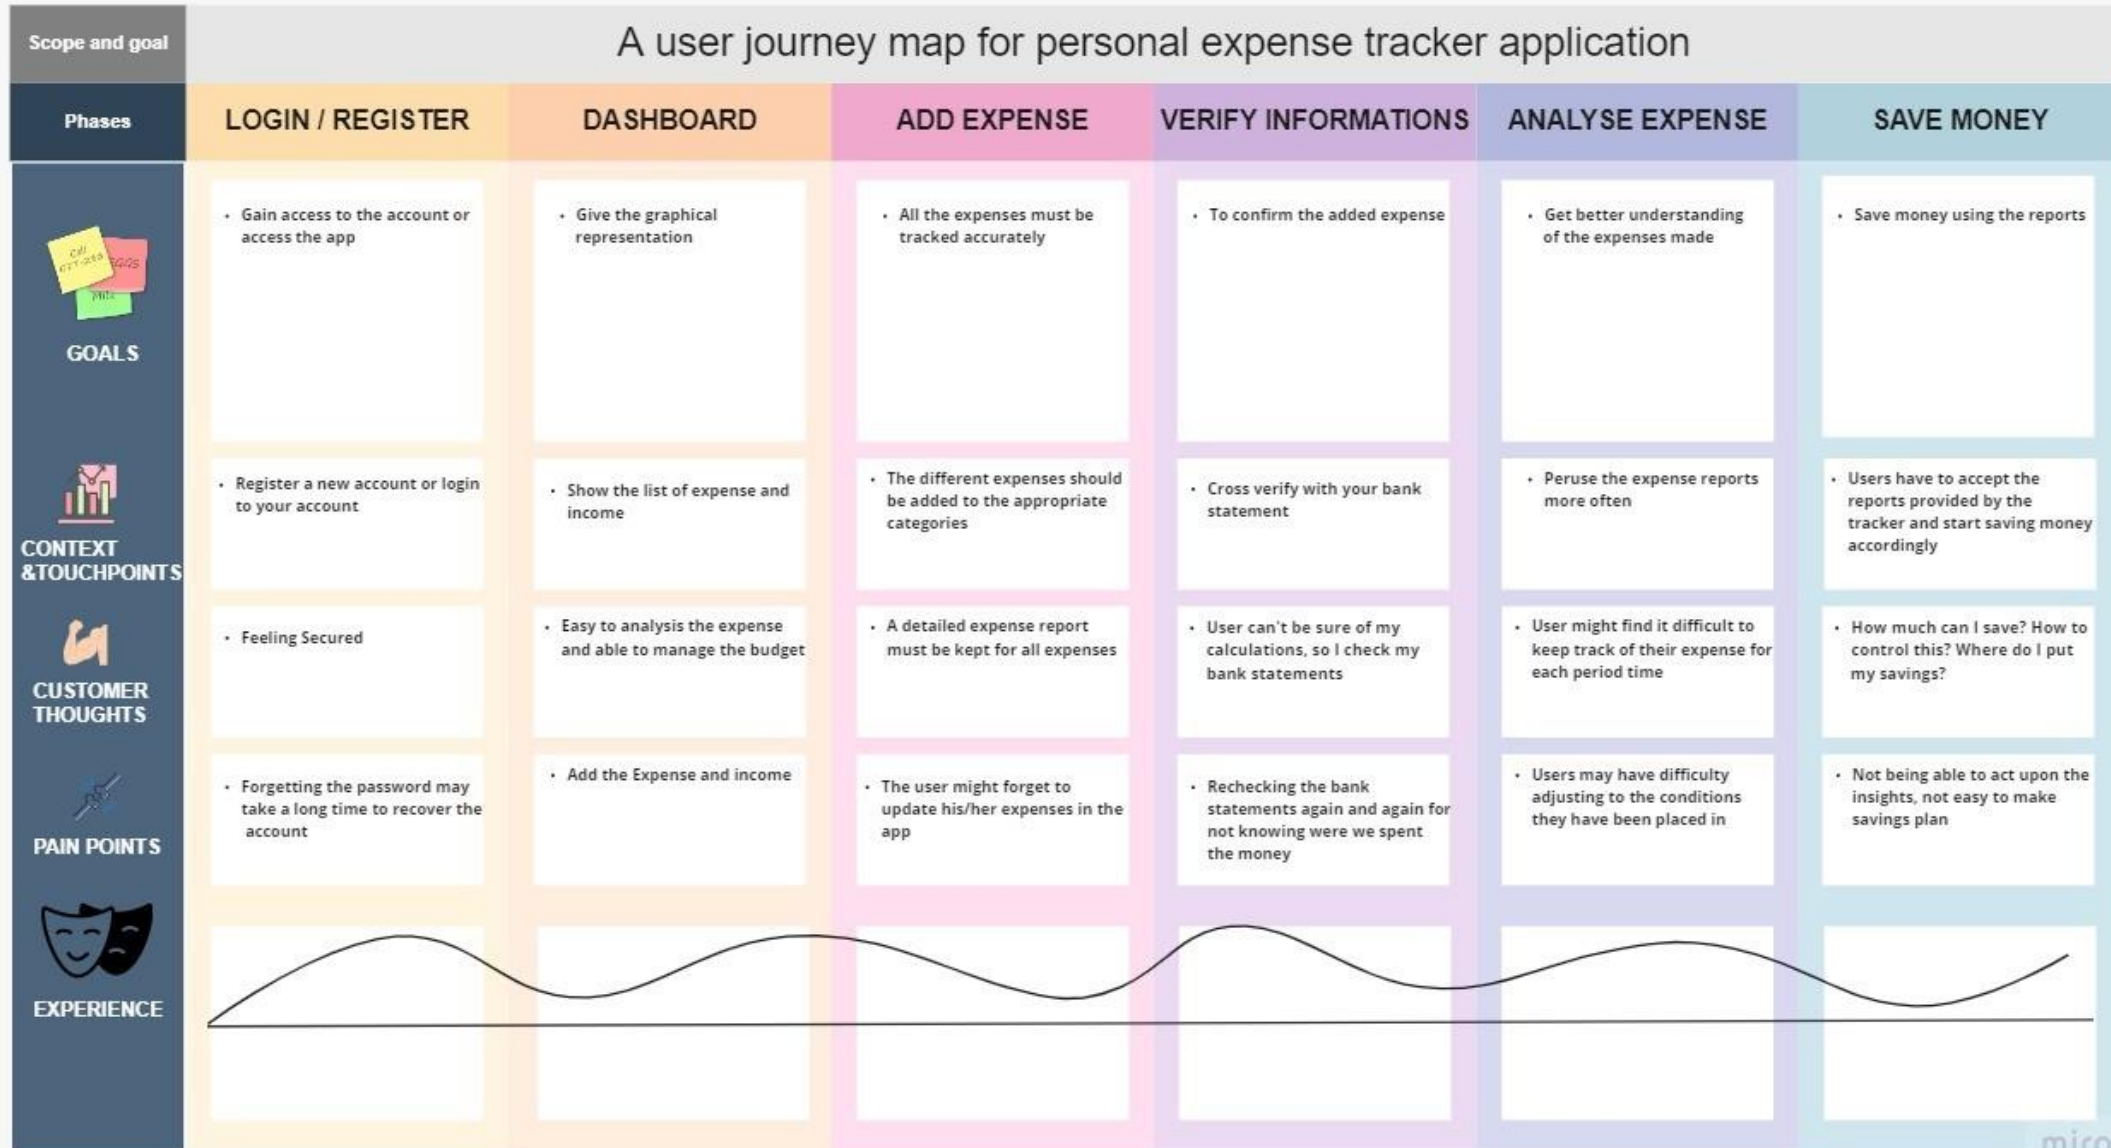 Scope and goal
A user journey map for personal expense tracker application
Phases
LOGIN / REGISTER
DASHBOARD
ADD EXPENSE
VERIFY INFORMATIONS
ANALYSE EXPENSE
SAVE MONEY
GOALS
· Gain access to the account or
access the app
· Give the graphical
representation
· All the expenses must be
tracked accurately
· To confirm the added expense
· Get better understanding
of the expenses made
· Save money using the reports
CONTEXT
&TOUCHPOINTS
· Register a new account or login
to your account
· Show the list of expense and
income
· The different expenses should
be added to the appropriate
categories
· Cross verify with your bank
statement
· Peruse the expense reports
more often
· Users have to accept the
reports provided by the
tracker and start saving money
accordingly
CUSTOMER
THOUGHTS
· Feeling Secured
· Easy to analysis the expense
and able to manage the budget
· A detailed expense report
must be kept for all expenses
· User can't be sure of my
calculations, so I check my
bank statements
· User might find it difficult to
keep track of their expense for
each period time
· How much can I save? How to
control this? Where do I put
my savings?
PAIN POINTS
· Forgetting the password may
take a long time to recover the
account
· Add the Expense and income
· The user might forget to
update his/her expenses in the
app
· Rechecking the bank
statements again and again for
not knowing were we spent
the money
· Users may have difficulty
adjusting to the conditions
they have been placed in
· Not being able to act upon the
insights, not easy to make
savings plan
EXPERIENCE